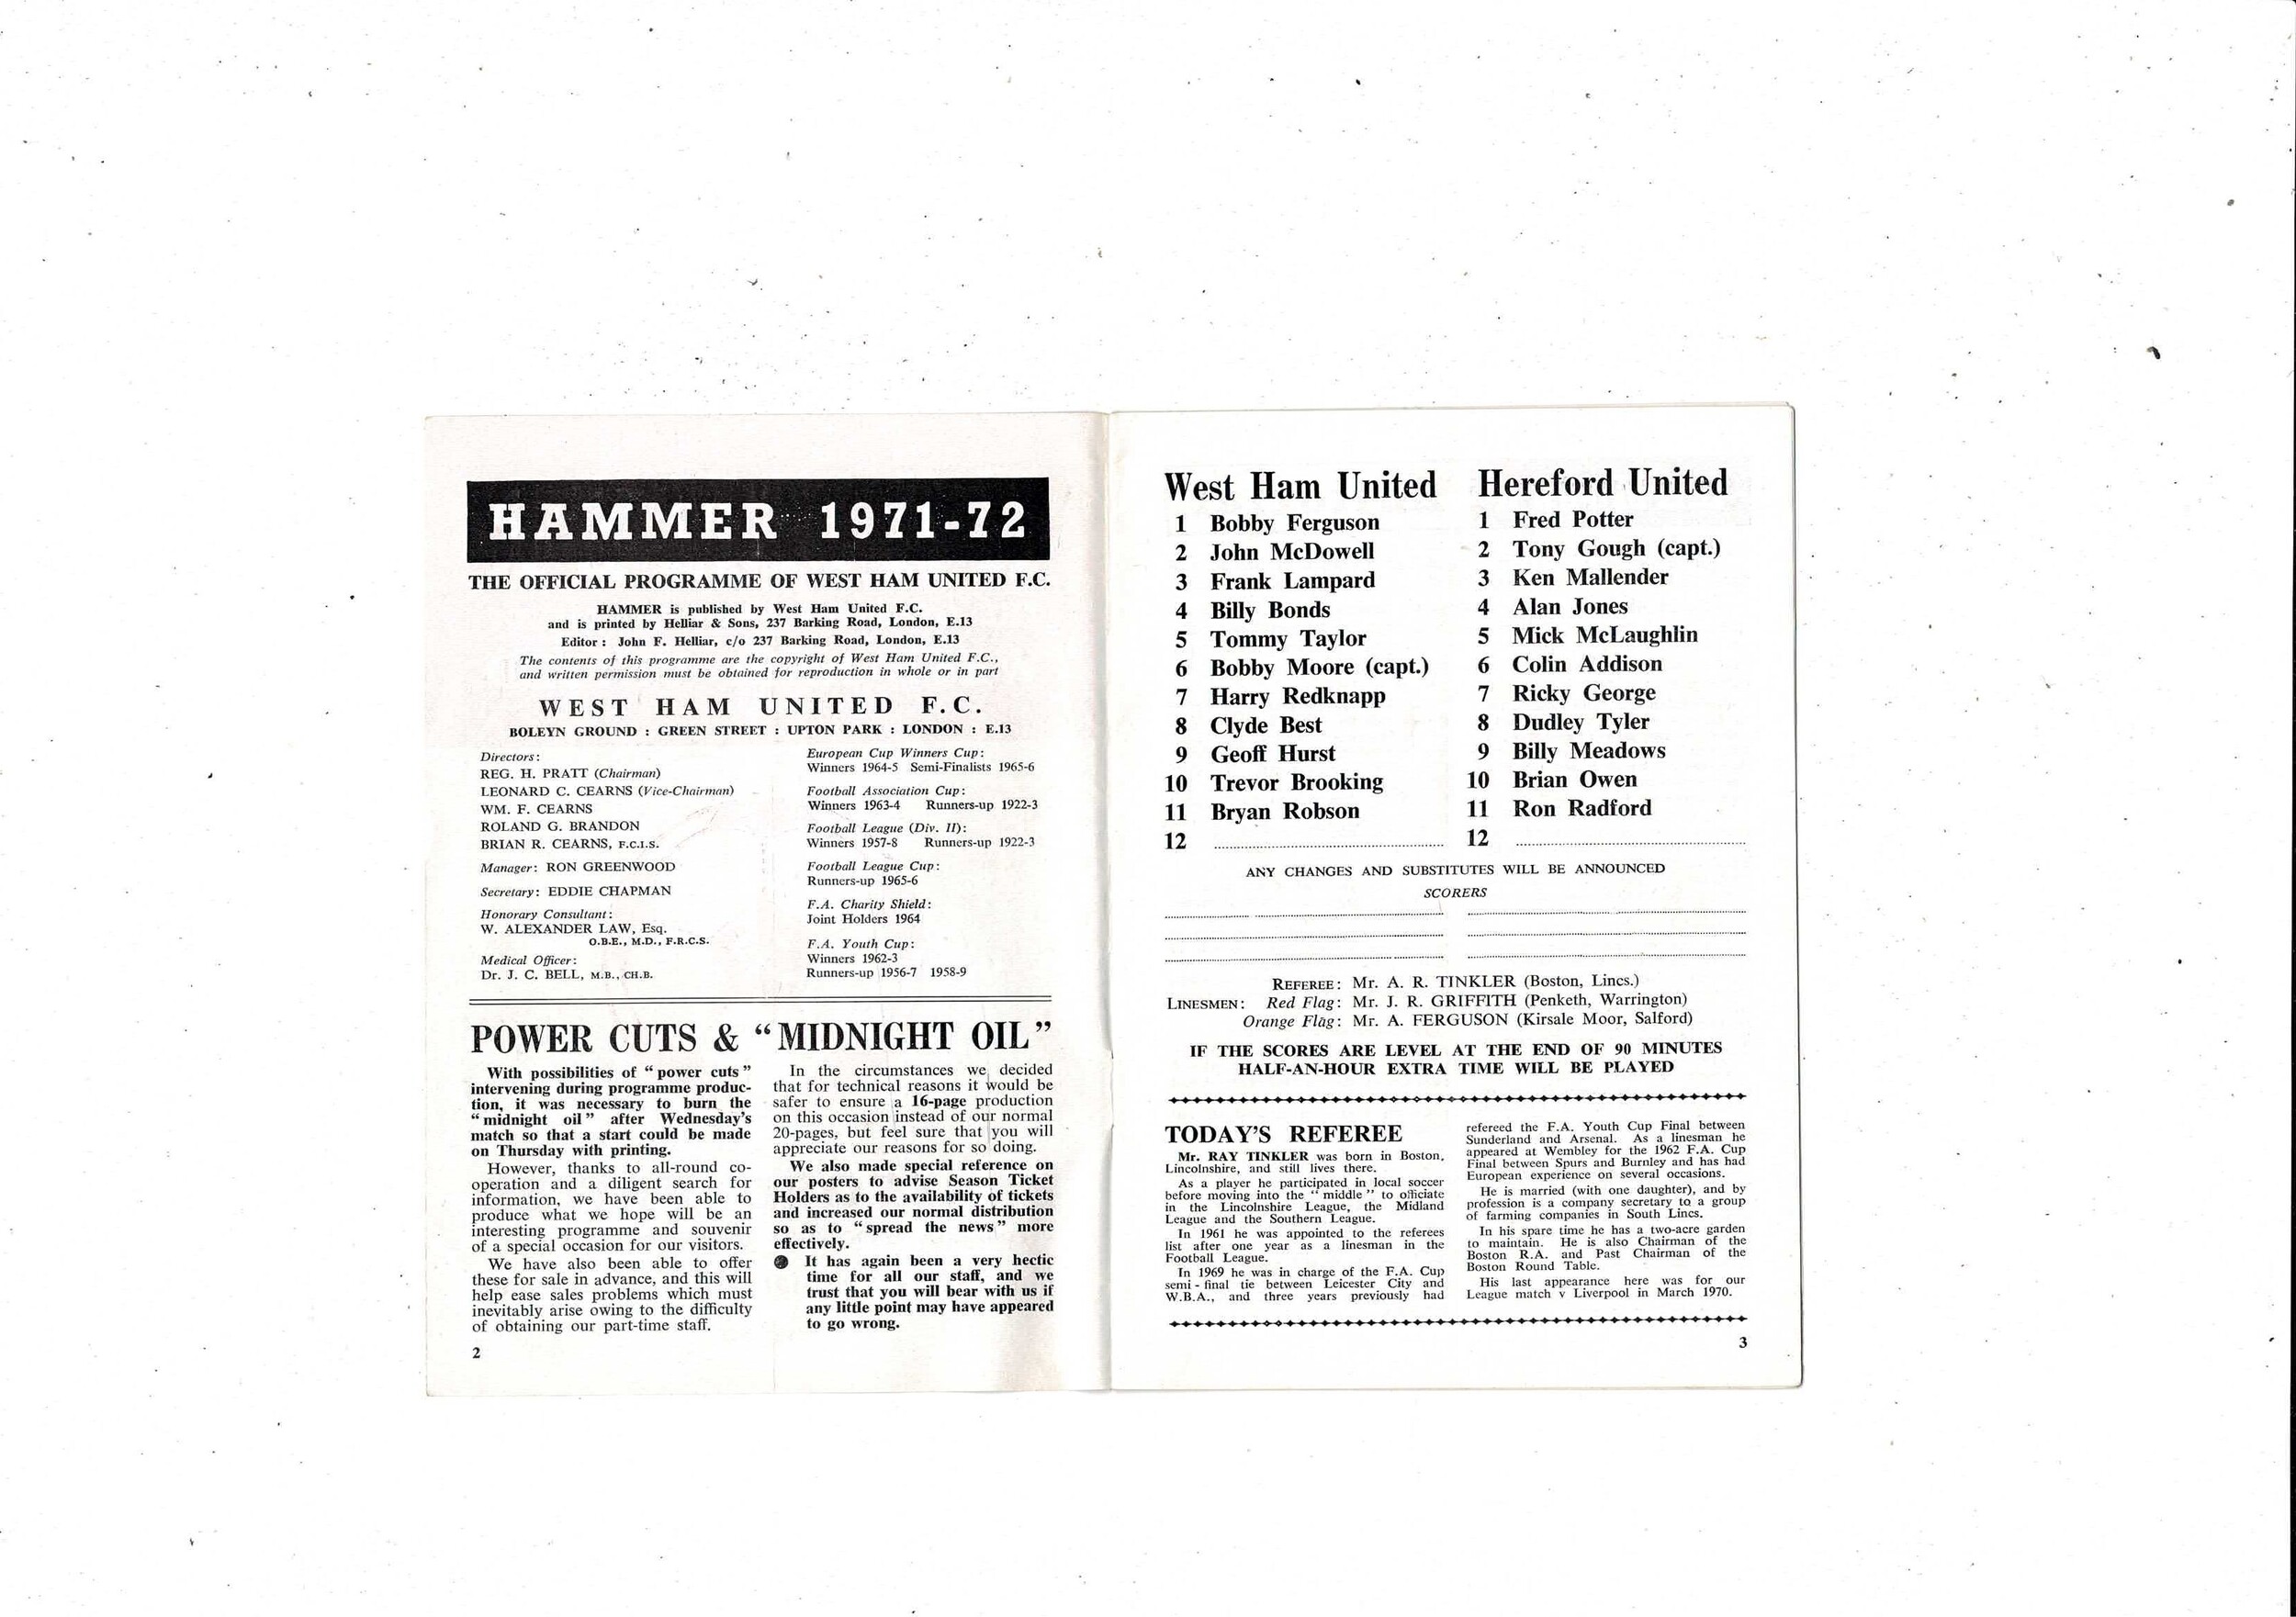 HAMMER 1971-72
THE OFFICIAL PROGRAMME OF WEST HAM UNITED F.C.
HAMMER is published by West Ham United F.C.
and is printed by Helliar & Sons, 237 Barking Road, London, E.13
Editor : John F. Helliar, c/o 237 Barking Road, London, E.13
The contents of this programme are the copyright of West Ham United F.C.,
and written permission must be obtained for reproduction in whole or in part
WEST HAM UNITED F.C.
BOLEYN GROUND : GREEN STREET : UPTON PARK : LONDON : E.13
Directors :
REG. H. PRATT (Chairman)
LEONARD C. CEARNS (Vice-Chairman)
WM. F. CEARNS
ROLAND G. BRANDON
BRIAN R. CEARNS, F.C.I.S.
Manager: RON GREENWOOD
Secretary: EDDIE CHAPMAN
Honorary Consultant :
W. ALEXANDER LAW, Esq.
O.B.E., M.D., F.R.C.S.
Medical Officer :
Dr. J. C. BELL, M.B., CH.B.
European Cup Winners Cup :
Winners 1964-5 Semi-Finalists 1965-6
Football Association Cup :
Winners 1963-4 Runners-up 1922-3
Football League (Div. II) :
Winners 1957-8 Runners-up 1922-3
Football League Cup :
Runners-up 1965-6
F.A. Charity Shield :
Joint Holders 1964
F.A. Youth Cup :
Winners 1962-3
Runners-up 1956-7 1958-9
POWER CUTS & “MIDNIGHT OIL”
With possibilities of “ power cuts ”
intervening during programme produc-
tion, it was necessary to burn the
“ midnight oil ” after Wednesday’s
match so that a start could be made
on Thursday with printing.
However, thanks to all-round co-
operation and a diligent search for
information, we have been able to
produce what we hope will be an
interesting programme and souvenir
of a special occasion for our visitors.
We have also been able to offer
these for sale in advance, and this will
help ease sales problems which must
inevitably arise owing to the difficulty
of obtaining our part-time staff.
In the circumstances we decided
that for technical reasons it would be
safer to ensure a 16-page production
on this occasion instead of our normal
20-pages, but feel sure that you will
appreciate our reasons for so doing.
We also made special reference on
our posters to advise Season Ticket
Holders as to the availability of tickets
and increased our normal distribution
so as to “ spread the news ” more
effectively.
● It has again been a very hectic
time for all our staff, and we
trust that you will bear with us if
any little point may have appeared
to go wrong.
2
West Ham United
1 Bobby Ferguson
2 John McDowell
3 Frank Lampard
4 Billy Bonds
5 Tommy Taylor
6 Bobby Moore (capt.)
7 Harry Redknapp
8 Clyde Best
9 Geoff Hurst
10 Trevor Brooking
11 Bryan Robson
12
Hereford United
1 Fred Potter
2 Tony Gough (capt.)
3 Ken Mallender
4 Alan Jones
5 Mick McLaughlin
6 Colin Addison
7 Ricky George
8 Dudley Tyler
9 Billy Meadows
10 Brian Owen
11 Ron Radford
12
ANY CHANGES AND SUBSTITUTES WILL BE ANNOUNCED
SCORERS
REFEREE : Mr. A. R. TINKLER (Boston, Lincs.)
LINESMEN : Red Flag : Mr. J. R. GRIFFITH (Penketh, Warrington)
Orange Flag : Mr. A. FERGUSON (Kirsale Moor, Salford)
IF THE SCORES ARE LEVEL AT THE END OF 90 MINUTES
HALF-AN-HOUR EXTRA TIME WILL BE PLAYED
TODAY’S REFEREE
Mr. RAY TINKLER was born in Boston,
Lincolnshire, and still lives there.
As a player he participated in local soccer
before moving into the “ middle ” to officiate
in the Lincolnshire League, the Midland
League and the Southern League.
In 1961 he was appointed to the referees
list after one year as a linesman in the
Football League.
In 1969 he was in charge of the F.A. Cup
semi - final tie between Leicester City and
W.B.A., and three years previously had
refereed the F.A. Youth Cup Final between
Sunderland and Arsenal. As a linesman he
appeared at Wembley for the 1962 F.A. Cup
Final between Spurs and Burnley and has had
European experience on several occasions.
He is married (with one daughter), and by
profession is a company secretary to a group
of farming companies in South Lincs.
In his spare time he has a two-acre garden
to maintain. He is also Chairman of the
Boston R.A. and Past Chairman of the
Boston Round Table.
His last appearance here was for our
League match v Liverpool in March 1970.
3